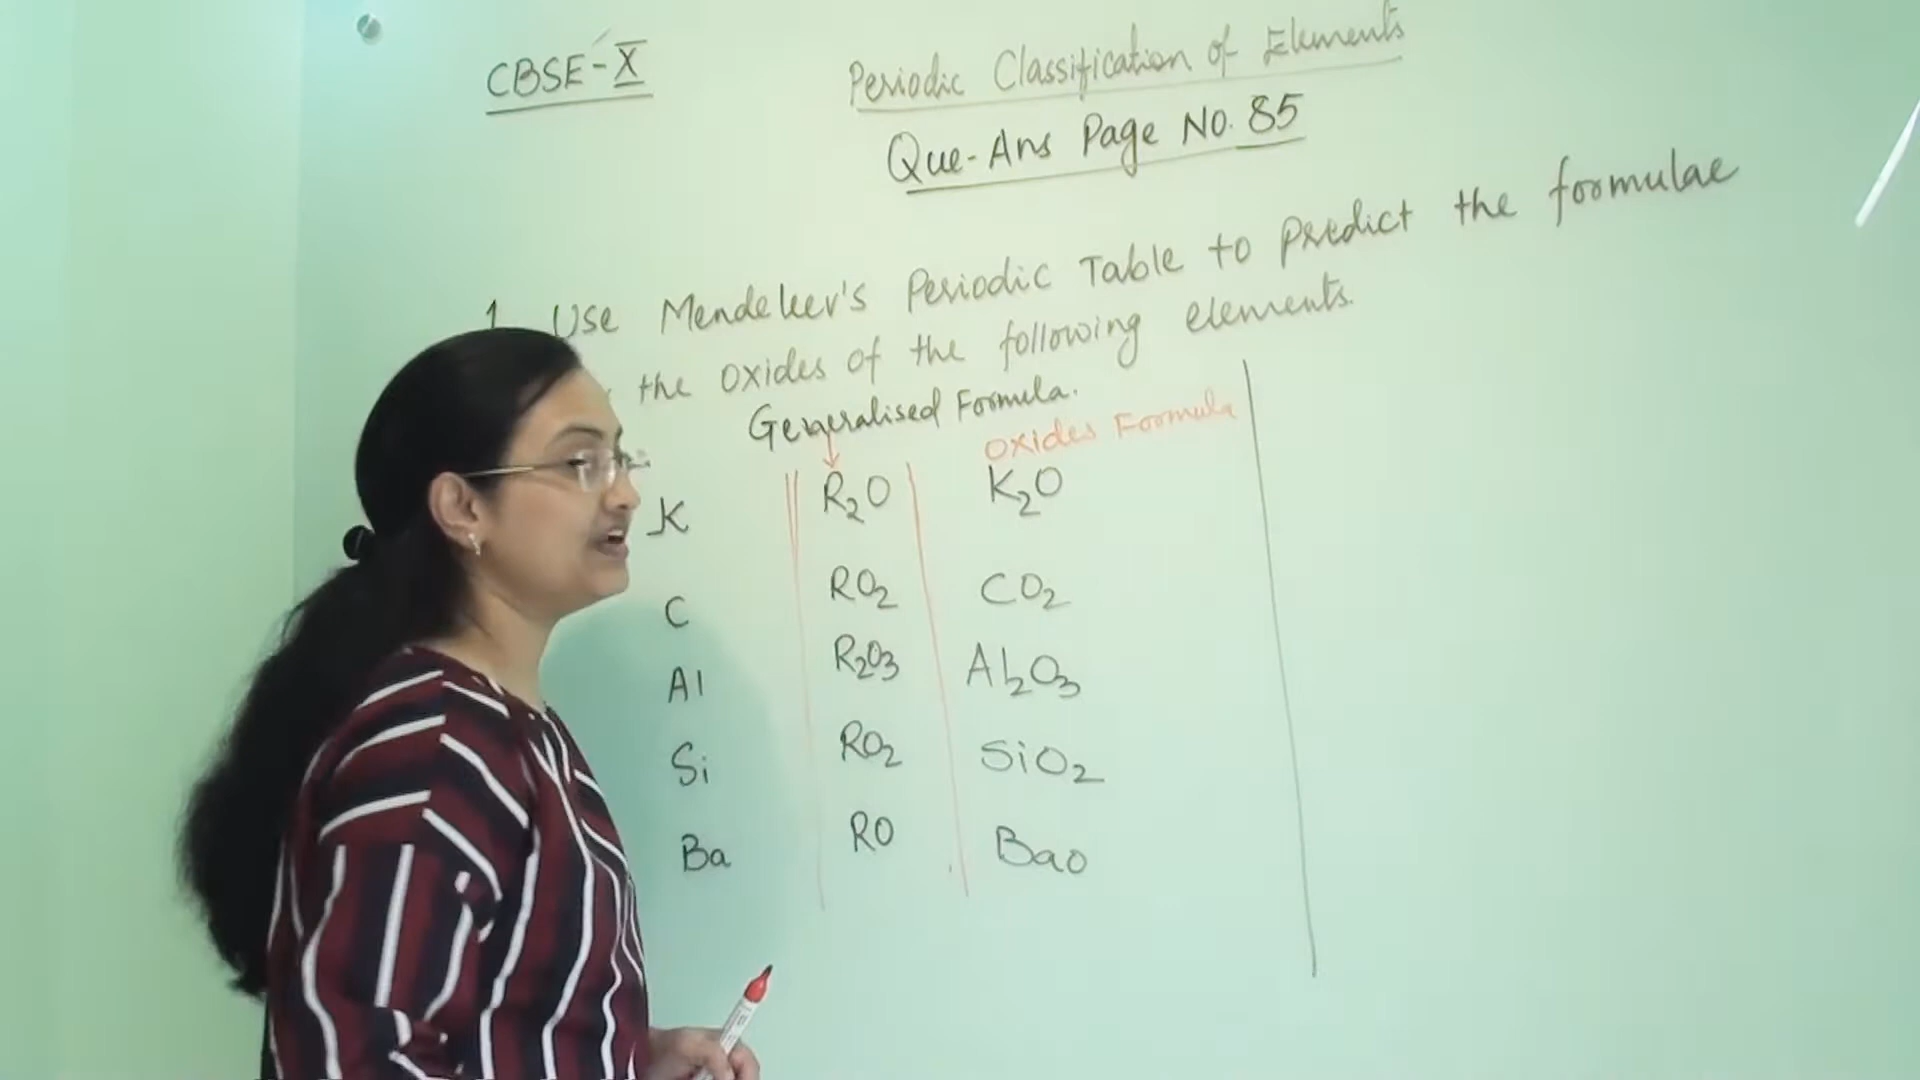 CBSE-X
Periodic Classification of Elements
Que-Ans Page No. 85
1 Use Mendeleev's Periodic Table to predict the formulae
the oxides of the following elements.
Generalised Formula.
Oxides Formula
K R₂O K₂O
C RO₂ CO₂
Al R₂O₃ Al₂O₃
Si RO₂ SiO₂
Ba RO BaO